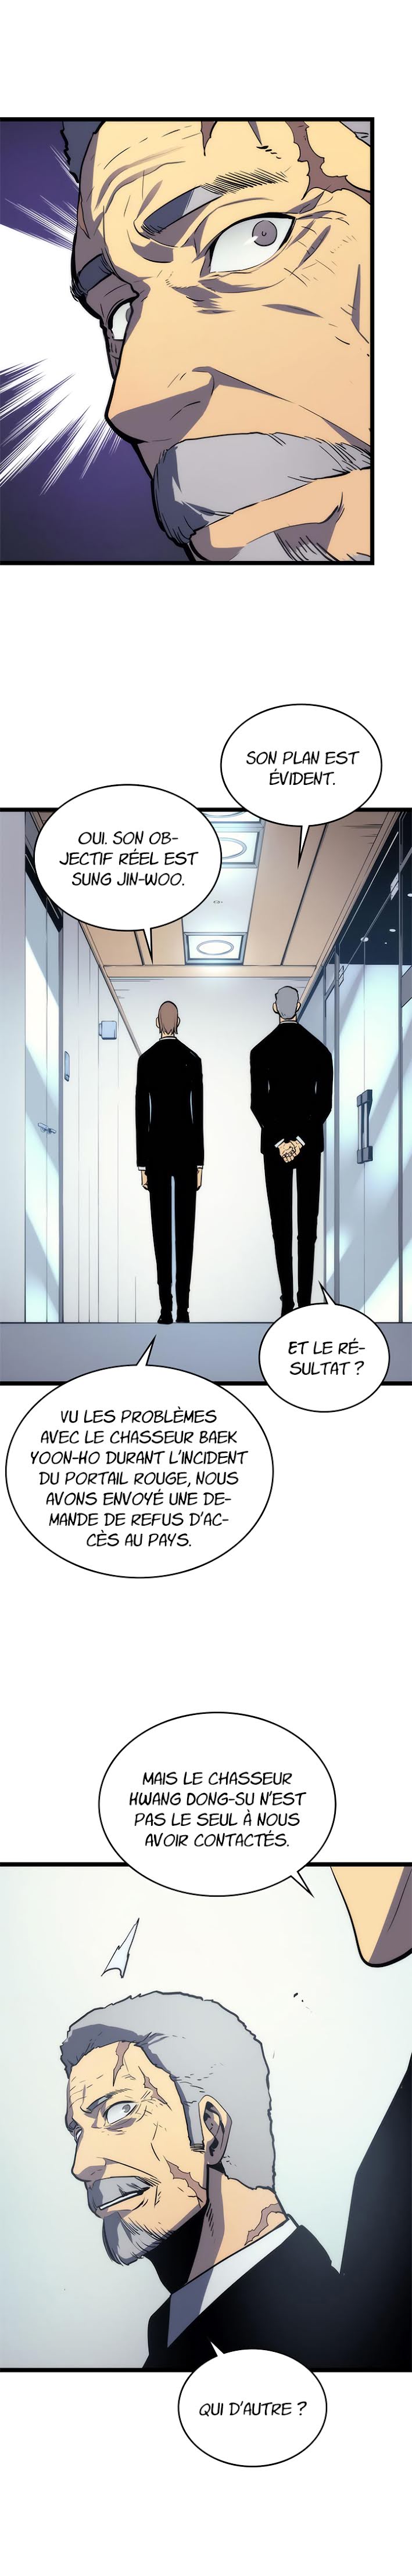 SON PLAN EST
ÉVIDENT.
OUI. SON OB-
JECTIF RÉEL EST
SUNG JIN-WOO.
ET LE RÉ-
SULTAT ?
VU LES PROBLÈMES
AVEC LE CHASSEUR BAEK
YOON-HO DURANT L'INCIDENT
DU PORTAIL ROUGE, NOUS
AVONS ENVOYÉ UNE DE-
MANDE DE REFUS D'AC-
CÈS AU PAYS.
MAIS LE CHASSEUR
HWANG DONG-SU N'EST
PAS LE SEUL À NOUS
AVOIR CONTACTÉS.
QUI D'AUTRE ?